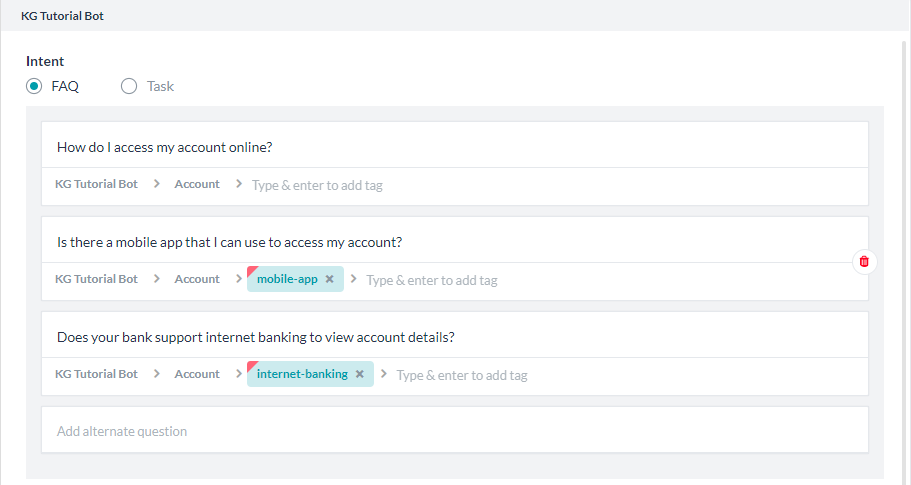 KG Tutorial Bot
Intent
FAQ Task
How do I access my account online?
KG Tutorial Bot > Account > Type & enter to add tag
Is there a mobile app that I can use to access my account?
KG Tutorial Bot > Account > mobile-app × > Type & enter to add tag
Does your bank support internet banking to view account details?
KG Tutorial Bot > Account > internet-banking × > Type & enter to add tag
Add alternate question